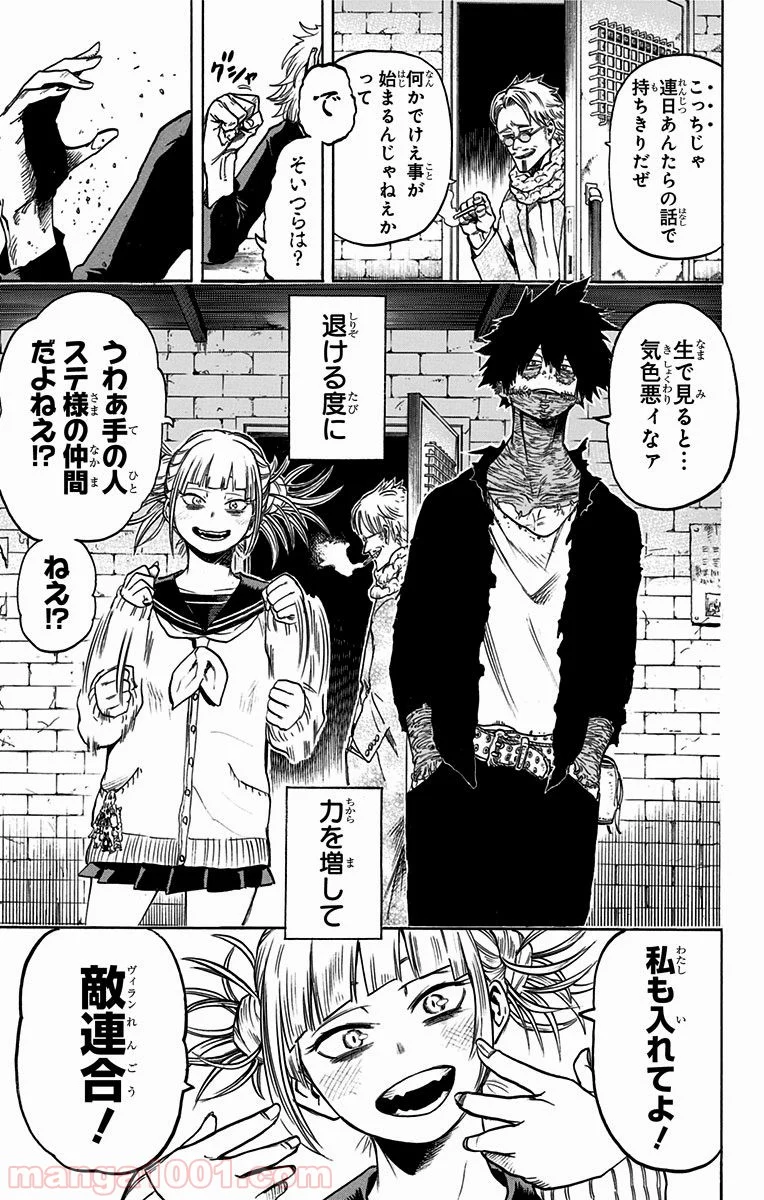 こっちじゃ
連日あんたらの話で
持ちきりだぜ
何かでけえ事が
始まるんじゃねえか
って
で
そいつらは?
グシャ
生で見ると…
気色悪ィなァ
退ける度に
うわぁ手の人
ステ様の仲間
だよねえ!?
ねえ!?
力を増して
私も入れてよ!
敵連合!
manga1001.com